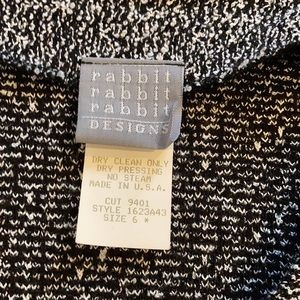 rabbit
rabbit
rabbit
DESIGNS
DRY CLEAN ONLY
DRY PRESSING
NO STEAM
MADE IN U.S.A.
CUT 9401
STYLE 1623A43
SIZE 6 *